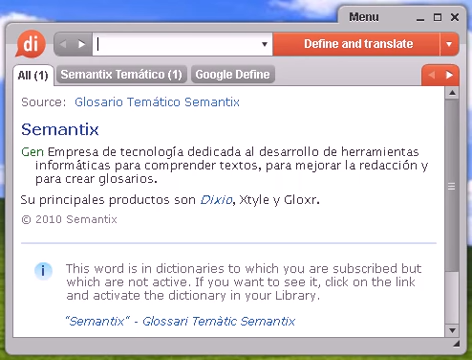 Menu
di
Define and translate
All (1)
Semantix Temático (1)
Google Define
Source: Glosario Temático Semantix
Semantix
Gen Empresa de tecnología dedicada al desarrollo de herramientas
informáticas para comprender textos, para mejorar la redacción y
para crear glosarios.
Su principales producto son Dixio, Xtyle y Gloxr.
© 2010 Semantix
i
This word is in dictionaries to which you are subscribed but
which are not active. If you want to see it, click on the link
and activate the dictionary in your Library.
"Semantix" - Glossari Temàtic Semantix